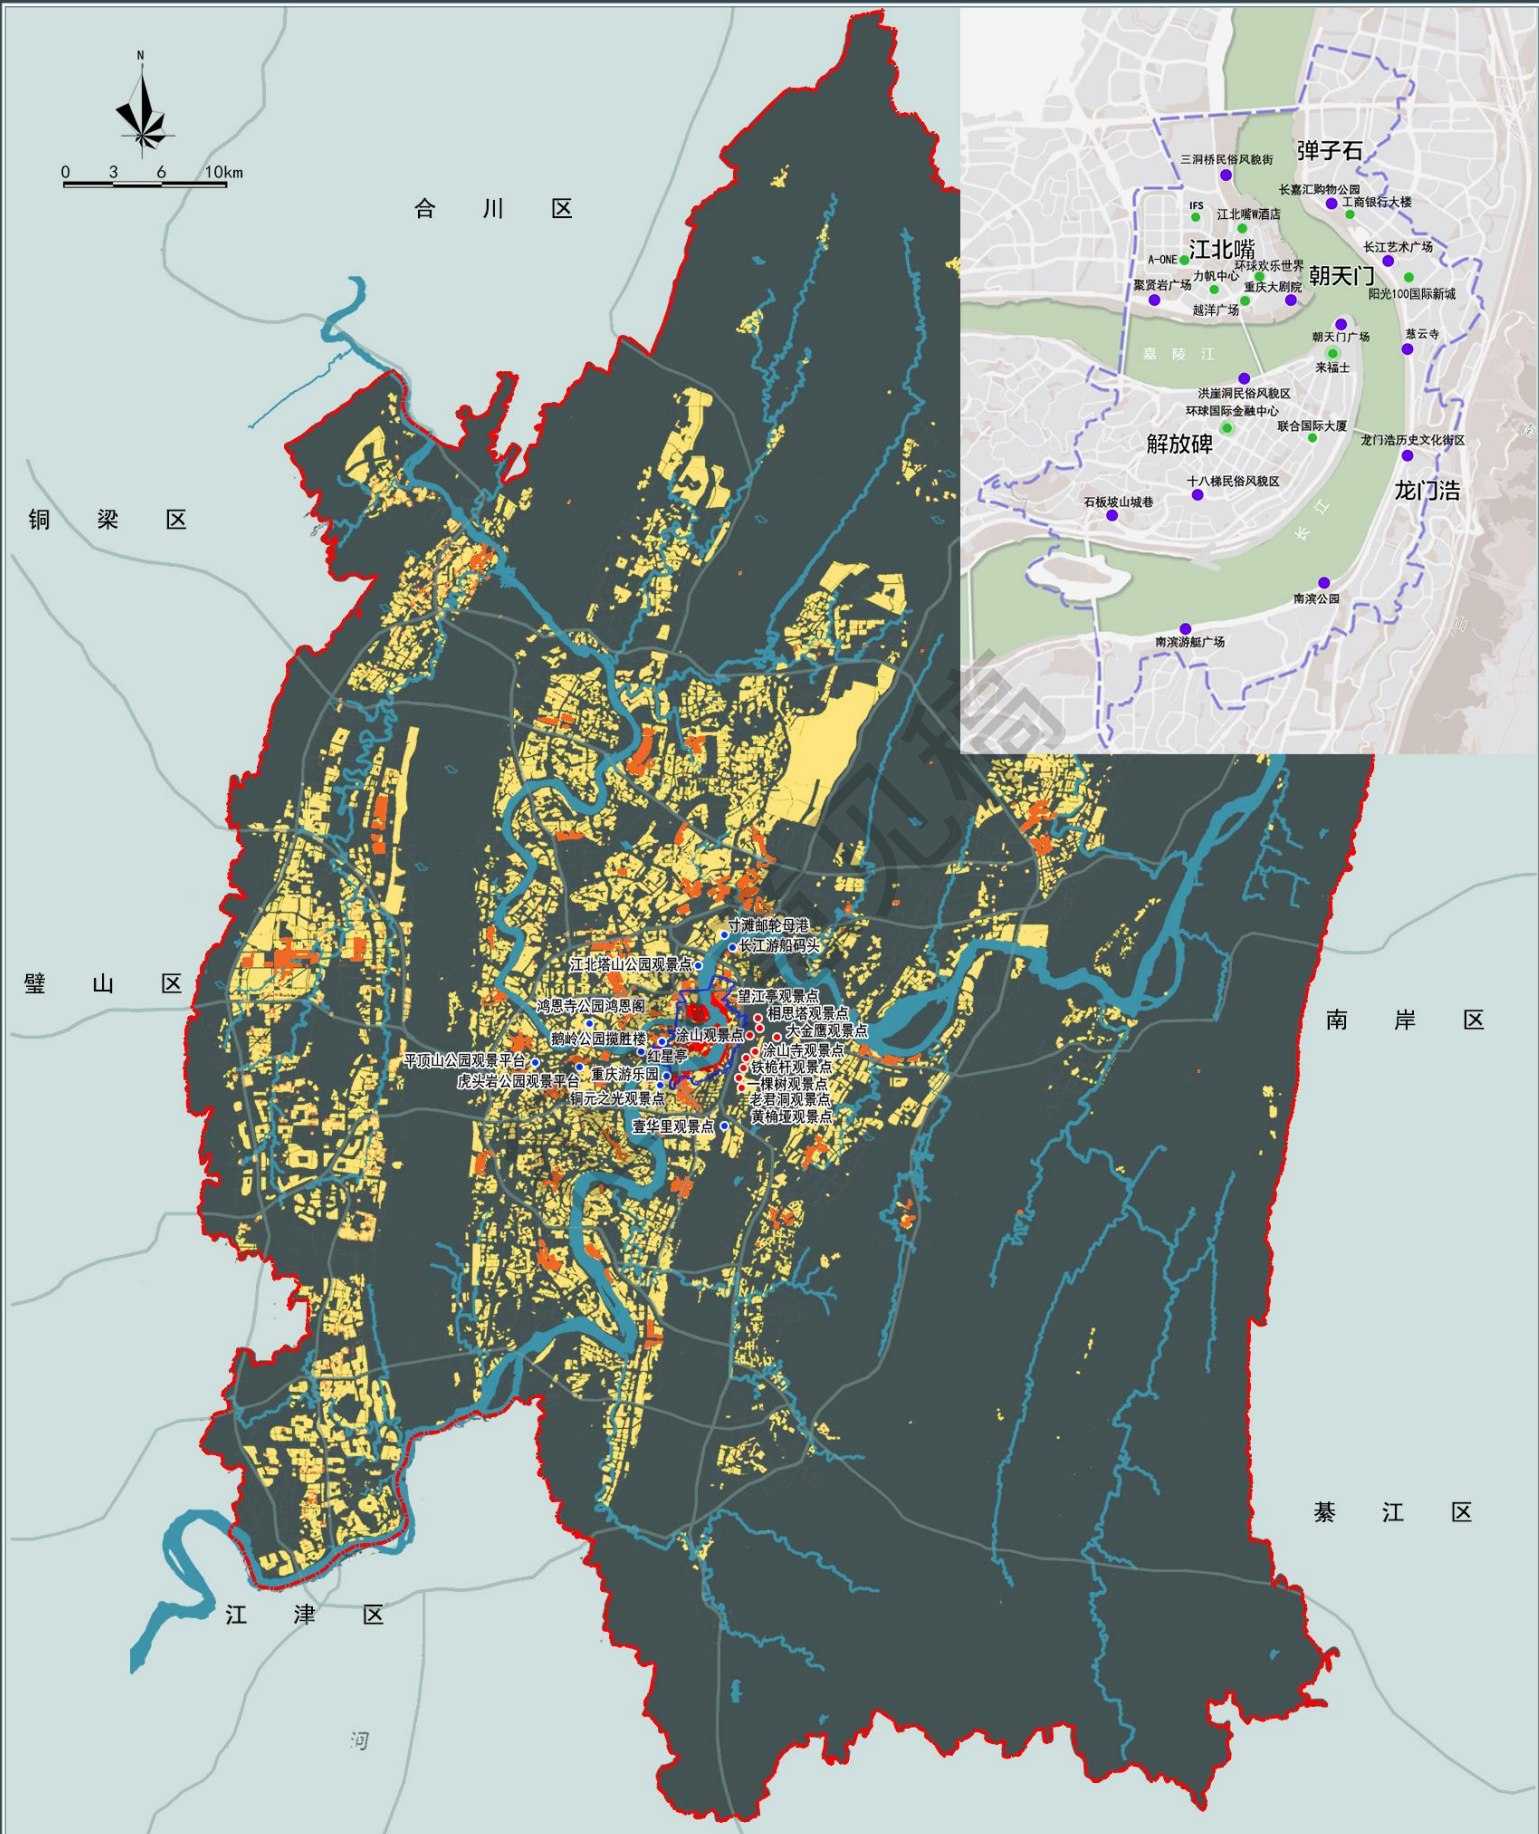 N
0 3 6 10km
合川区
铜梁区
璧山区
江津区
南岸区
綦江区
河
见稿
弹子石
三洞桥民俗风貌街
长嘉汇购物公园
IFS
工商银行大楼
江北嘴W酒店
江北嘴
长江艺术广场
A-ONE
环球欢乐世界
朝天门
力帆中心
聚贤岩广场
重庆大剧院
阳光100国际新城
越洋广场
朝天门广场
慈云寺
嘉陵江
来福士
洪崖洞民俗风貌区
环球国际金融中心
联合国际大厦
解放碑
龙门浩历史文化街区
十八梯民俗风貌区
龙门浩
石板坡山城巷
长江
南滨公园
南
山
南滨游艇广场
寸滩邮轮母港
长江游船码头
江北塔山公园观景点
望江亭观景点
鸿恩寺公园鸿恩阁
相思塔观景点
大金鹰观景点
鹅岭公园揽胜楼
涂山观景点
红星亭
涂山寺观景点
平顶山公园观景平台
铁桅杆观景点
重庆游乐园
虎头岩公园观景平台
一棵树观景点
铜元之光观景点
老君洞观景点
黄桷垭观景点
壹华里观景点